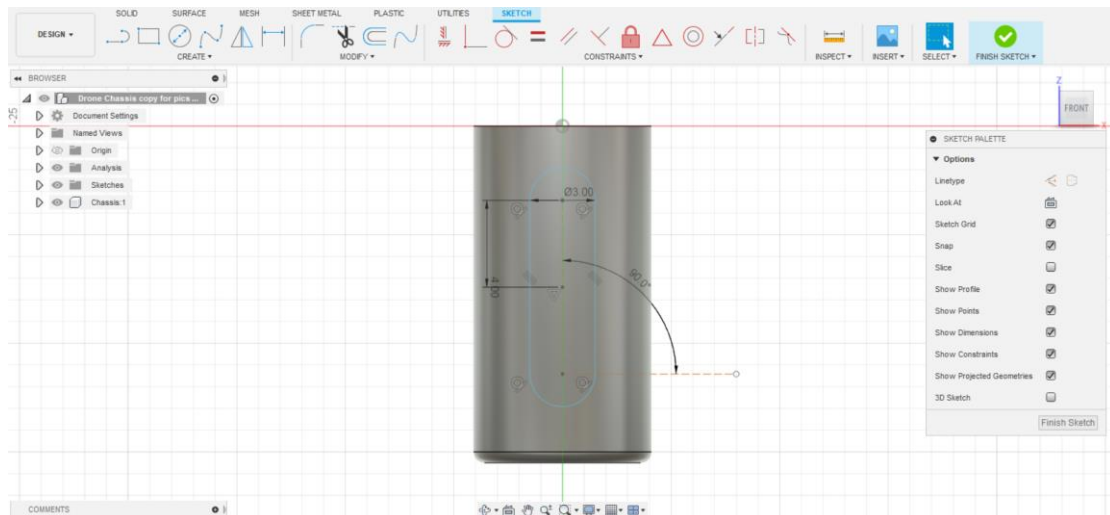 SOLID SURFACE MESH SHEET METAL PLASTIC UTILITIES SKETCH
DESIGN
CREATE MODIFY CONSTRAINTS INSPECT INSERT SELECT FINISH SKETCH
BROWSER
Drone Chassis copy for pics ...
Document Settings
Named Views
Origin
Analysis
Sketches
Chassis:1
-25
Z
FRONT
X
Ø3.00
4.00
90.0°
SKETCH PALETTE
Options
Linetype
Look At
Sketch Grid
Snap
Slice
Show Profile
Show Points
Show Dimensions
Show Constraints
Show Projected Geometries
3D Sketch
Finish Sketch
COMMENTS